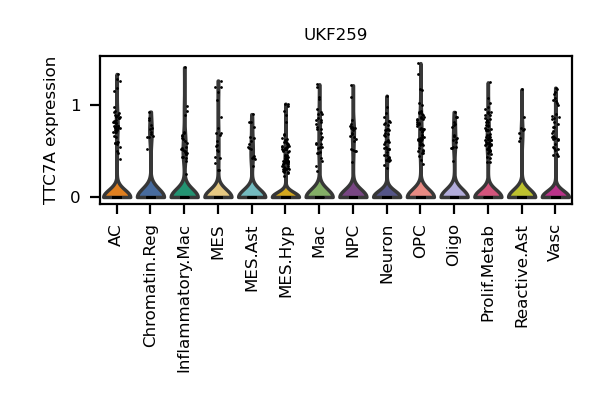 UKF259
TTC7A expression
1
0
AC
Chromatin.Reg
Inflammatory.Mac
MES
MES.Ast
MES.Hyp
Mac
NPC
Neuron
OPC
Oligo
Prolif.Metab
Reactive.Ast
Vasc